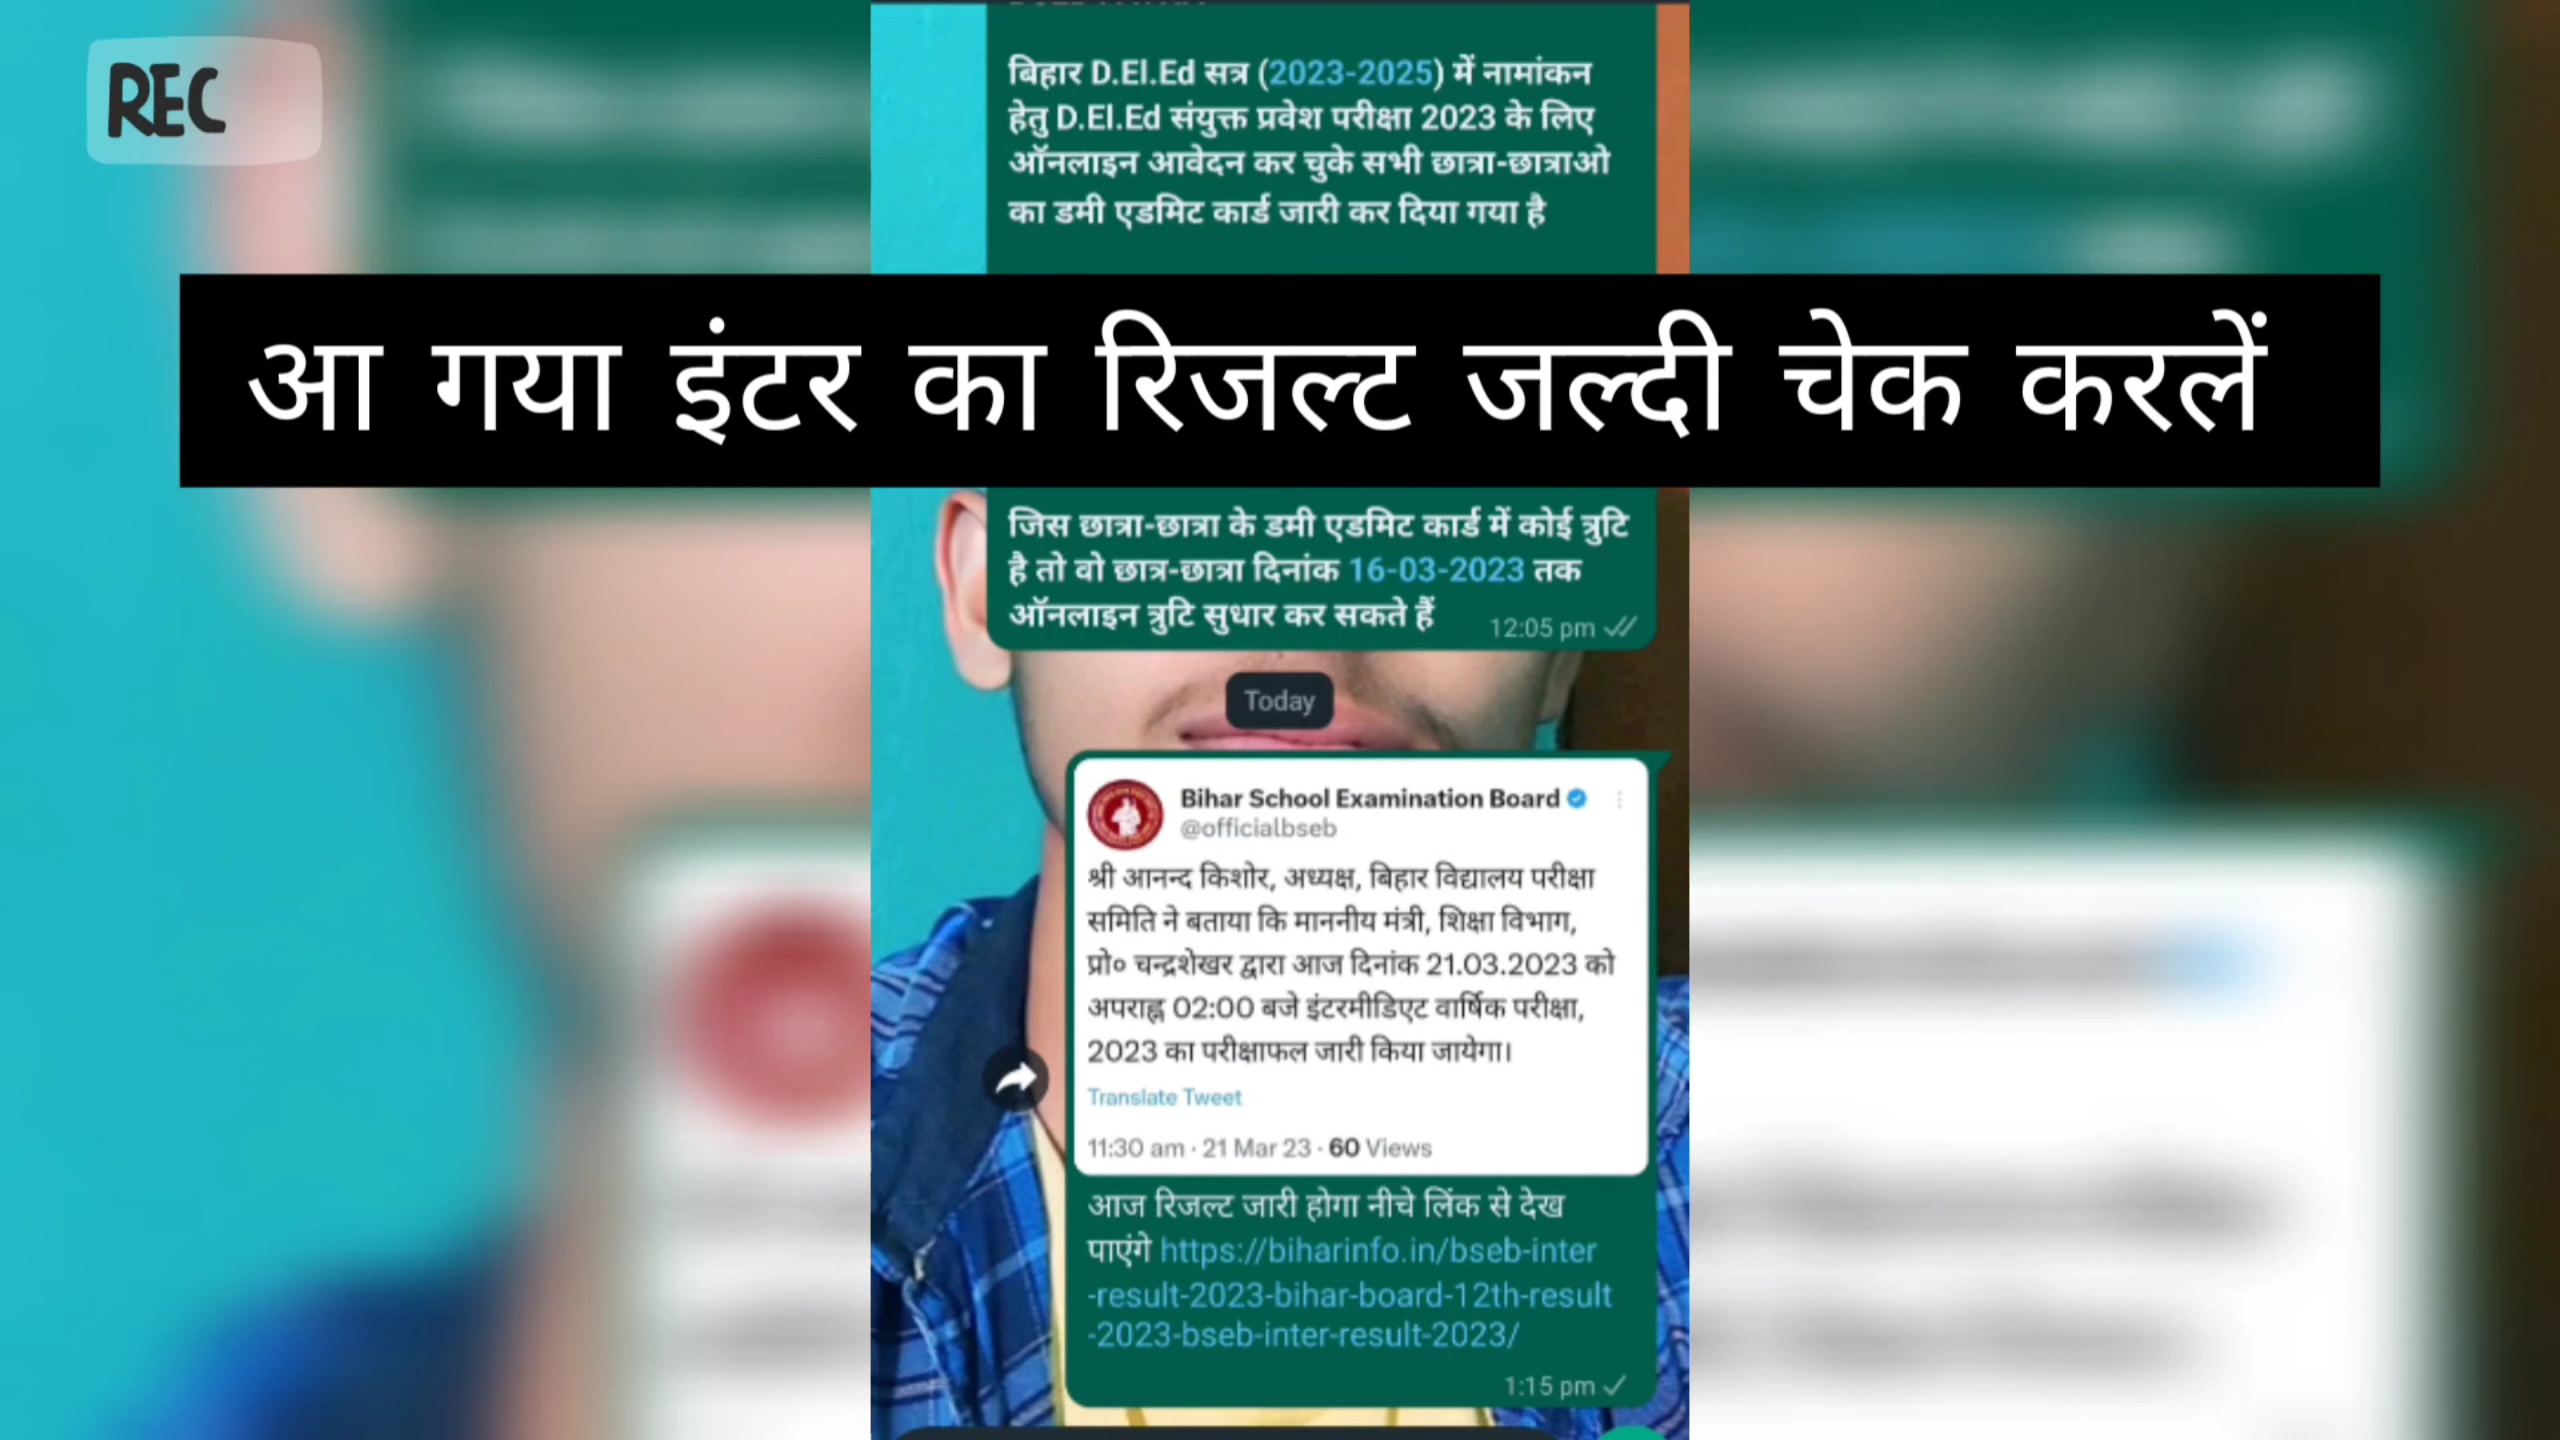 REC
बिहार D.El.Ed सत्र (2023-2025) में नामांकन
हेतु D.El.Ed संयुक्त प्रवेश परीक्षा 2023 के लिए
ऑनलाइन आवेदन कर चुके सभी छात्रा-छात्राओ
का डमी एडमिट कार्ड जारी कर दिया गया है
आ गया इंटर का रिजल्ट जल्दी चेक करलें
जिस छात्रा-छात्रा के डमी एडमिट कार्ड में कोई त्रुटि
है तो वो छात्र-छात्रा दिनांक 16-03-2023 तक
ऑनलाइन त्रुटि सुधार कर सकते हैं
12:05 pm
Today
Bihar School Examination Board
@officialbseb
श्री आनन्द किशोर, अध्यक्ष, बिहार विद्यालय परीक्षा
समिति ने बताया कि माननीय मंत्री, शिक्षा विभाग,
प्रो० चन्द्रशेखर द्वारा आज दिनांक 21.03.2023 को
अपराह्न 02:00 बजे इंटरमीडिएट वार्षिक परीक्षा,
2023 का परीक्षाफल जारी किया जायेगा।
Translate Tweet
11:30 am · 21 Mar 23 · 60 Views
आज रिजल्ट जारी होगा नीचे लिंक से देख
पाएंगे https://biharinfo.in/bseb-inter
-result-2023-bihar-board-12th-result
-2023-bseb-inter-result-2023/
1:15 pm